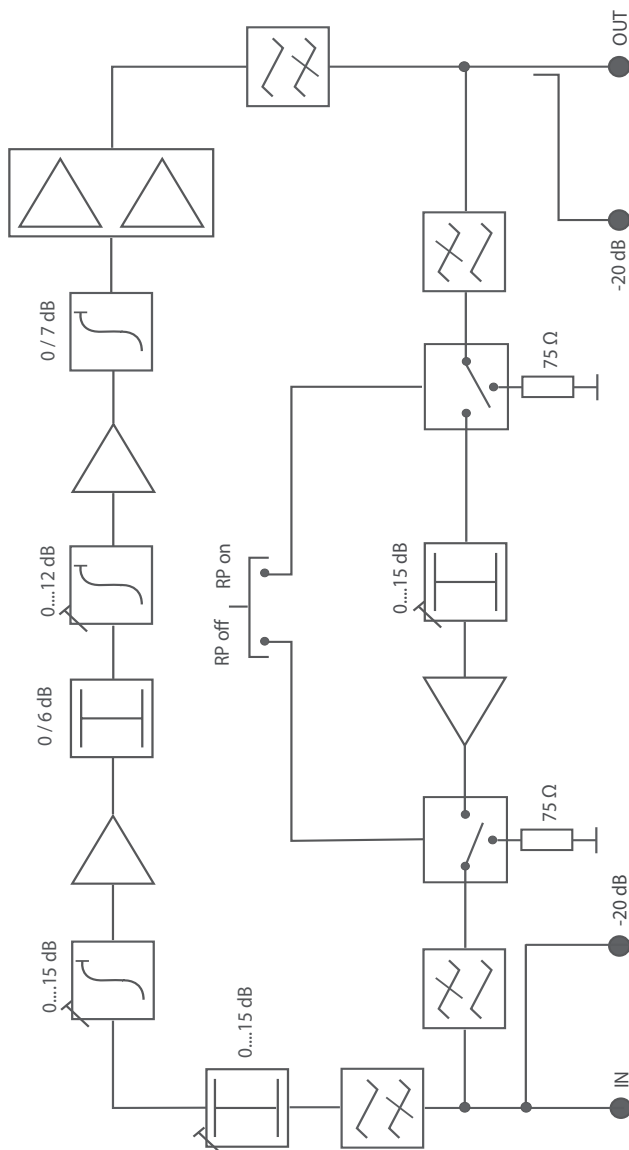 0....15 dB
0 / 6 dB
0....12 dB
0 / 7 dB
0....15 dB
RP off
RP on
0....15 dB
75 Ω
75 Ω
IN
-20 dB
-20 dB
OUT